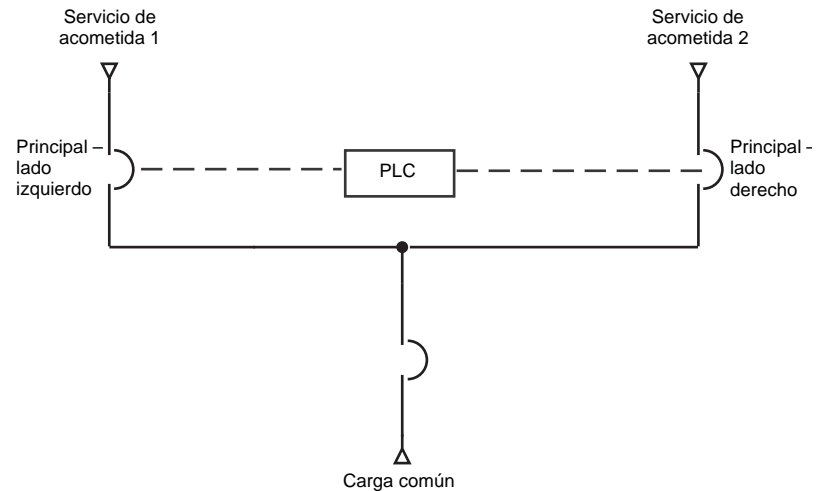 Servicio de
acometida 1
Servicio de
acometida 2
Principal –
lado
izquierdo
PLC
Principal –
lado
derecho
Carga común